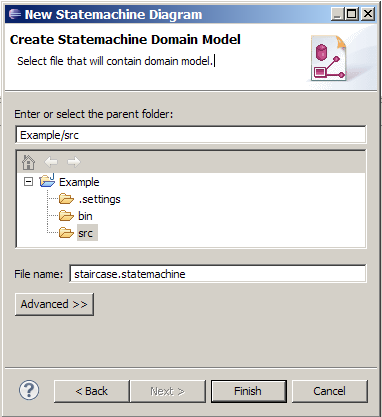 New Statemachine Diagram
Create Statemachine Domain Model
Select file that will contain domain model.
Enter or select the parent folder:
Example/src
Example
.settings
bin
src
File name: staircase.statemachine
Advanced >>
? < Back Next > Finish Cancel